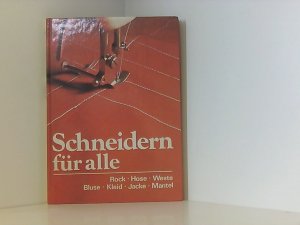 Schneidern
für alle
Rock · Hose · Weste
Bluse · Kleid · Jacke · Mantel